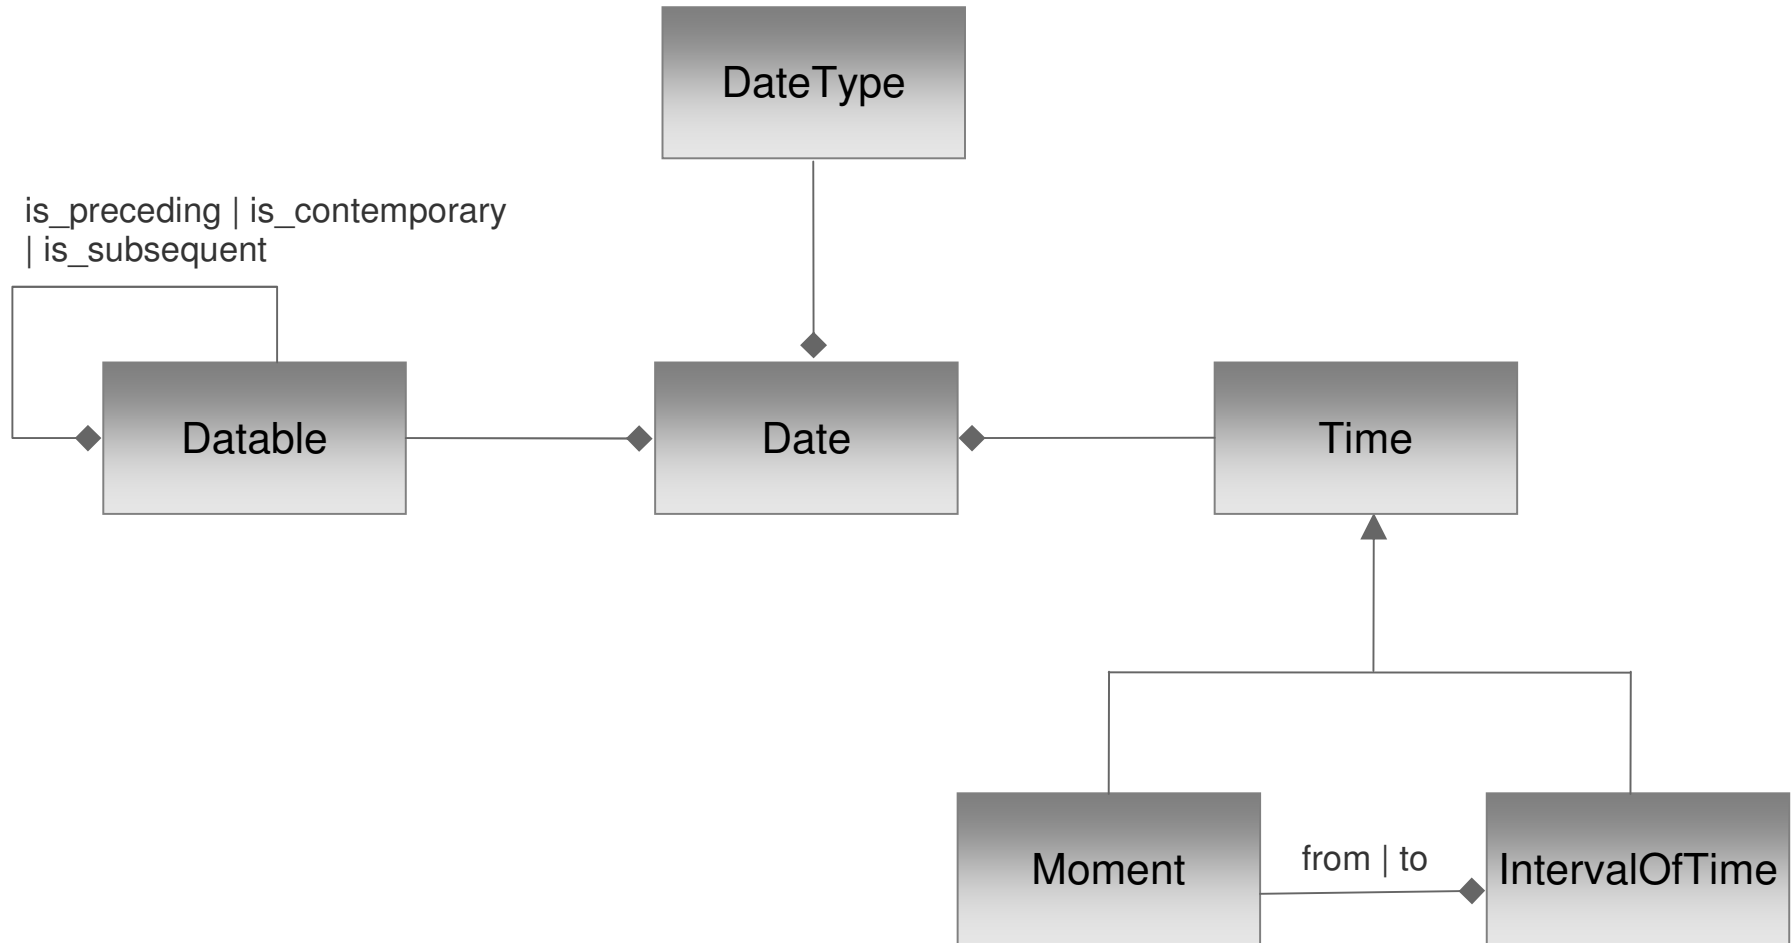 DateType
is_preceding | is_contemporary
| is_subsequent
Datable
Date
Time
Moment
from | to
IntervalOfTime